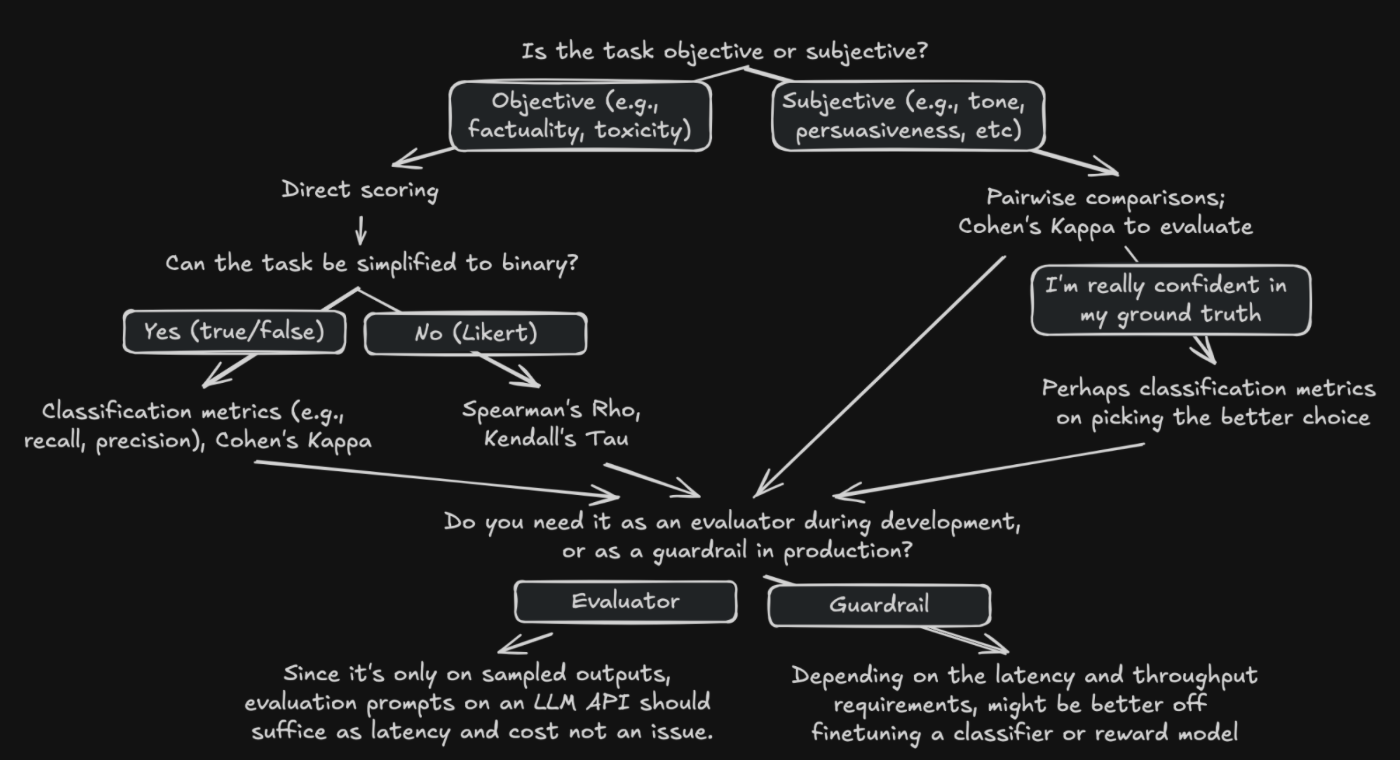 Is the task objective or subjective?
Objective (e.g.,
factuality, toxicity)
Subjective (e.g., tone,
persuasiveness, etc)
Direct scoring
Pairwise comparisons;
Cohen's Kappa to evaluate
Can the task be simplified to binary?
I'm really confident in
my ground truth
Yes (true/false)
No (Likert)
Classification metrics (e.g.,
recall, precision), Cohen's Kappa
Spearman's Rho,
Kendall's Tau
Perhaps classification metrics
on picking the better choice
Do you need it as an evaluator during development,
or as a guardrail in production?
Evaluator
Guardrail
Since it's only on sampled outputs,
evaluation prompts on an LLM API should
suffice as latency and cost not an issue.
Depending on the latency and throughput
requirements, might be better off
finetuning a classifier or reward model